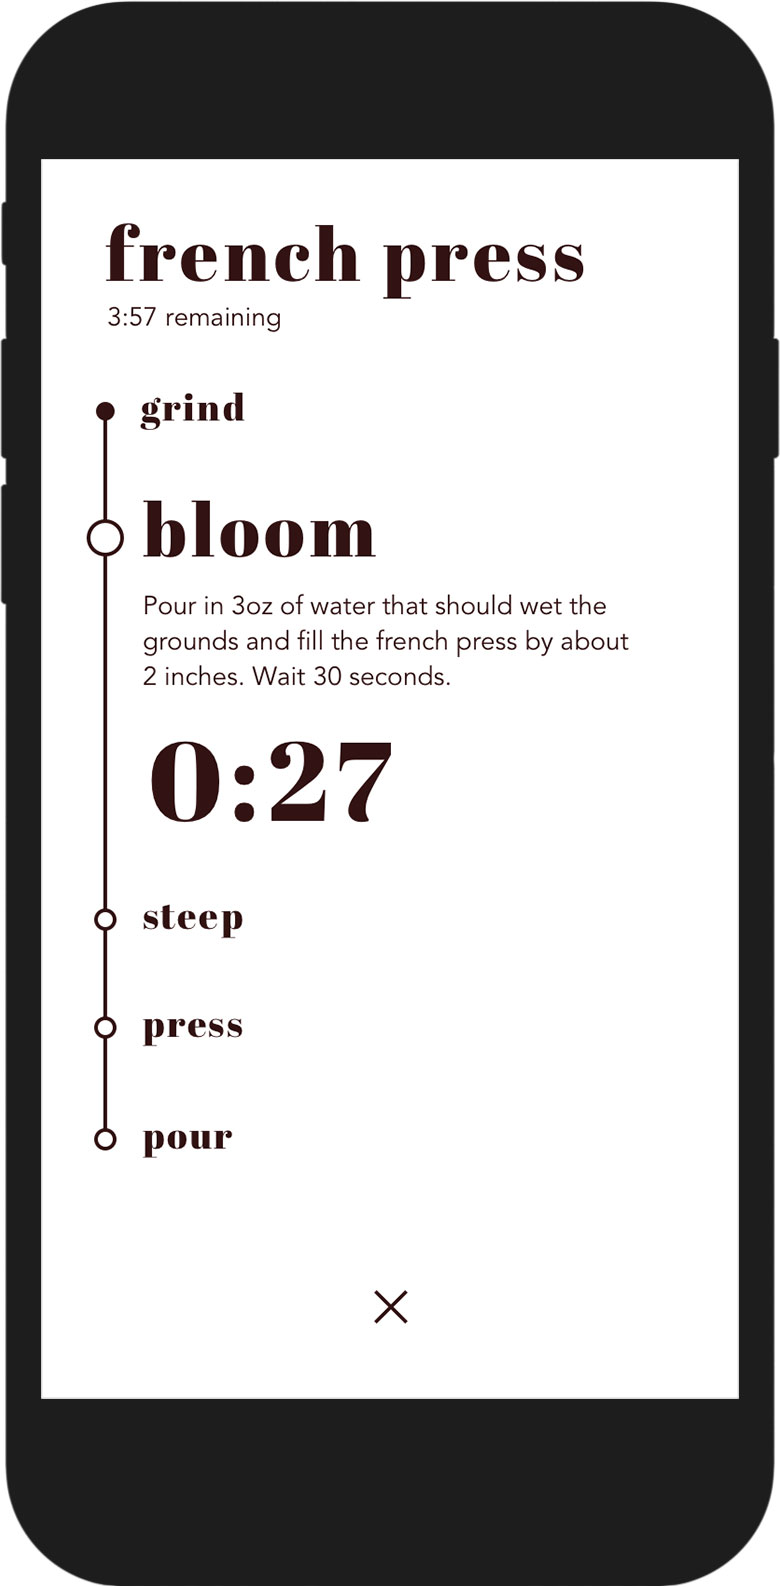 french press
3:57 remaining
grind
bloom
Pour in 3oz of water that should wet the
grounds and fill the french press by about
2 inches. Wait 30 seconds.
0:27
steep
press
pour